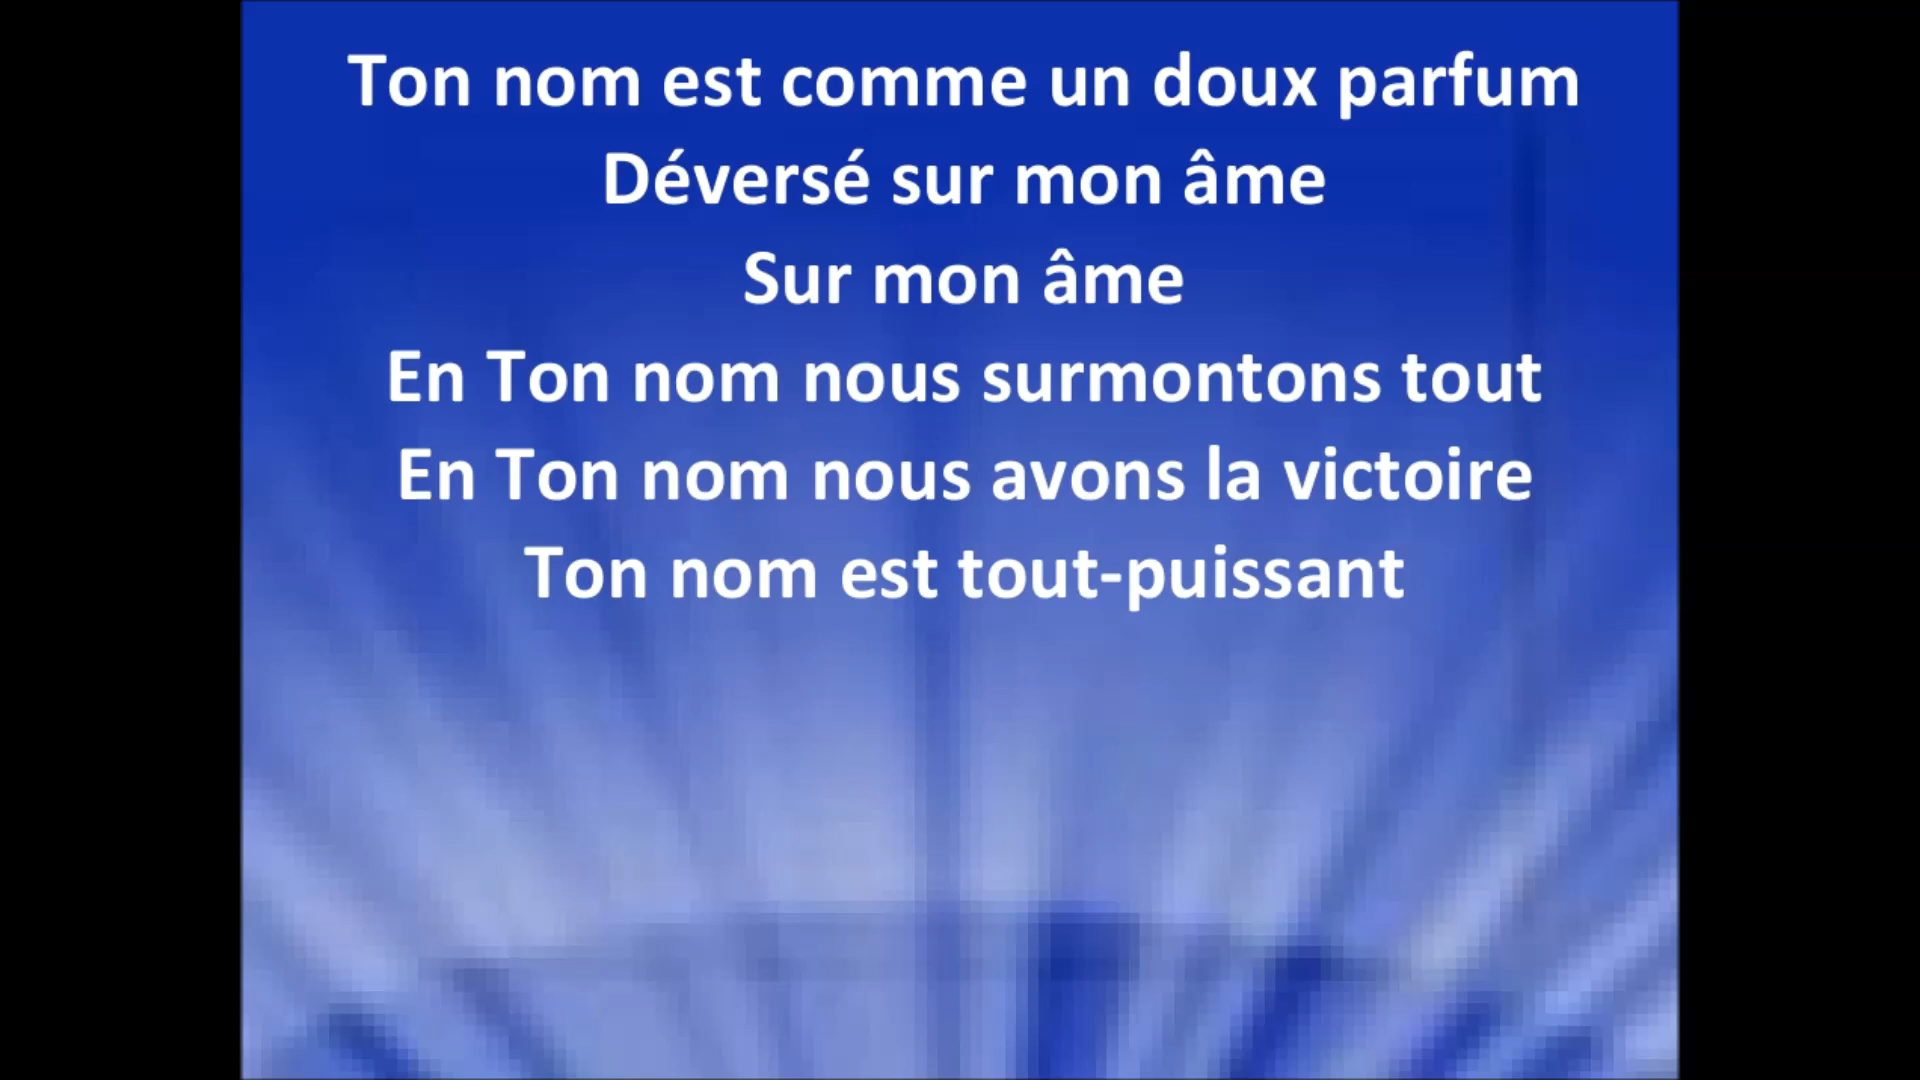 Ton nom est comme un doux parfum
Déversé sur mon âme
Sur mon âme
En Ton nom nous surmontons tout
En Ton nom nous avons la victoire
Ton nom est tout-puissant